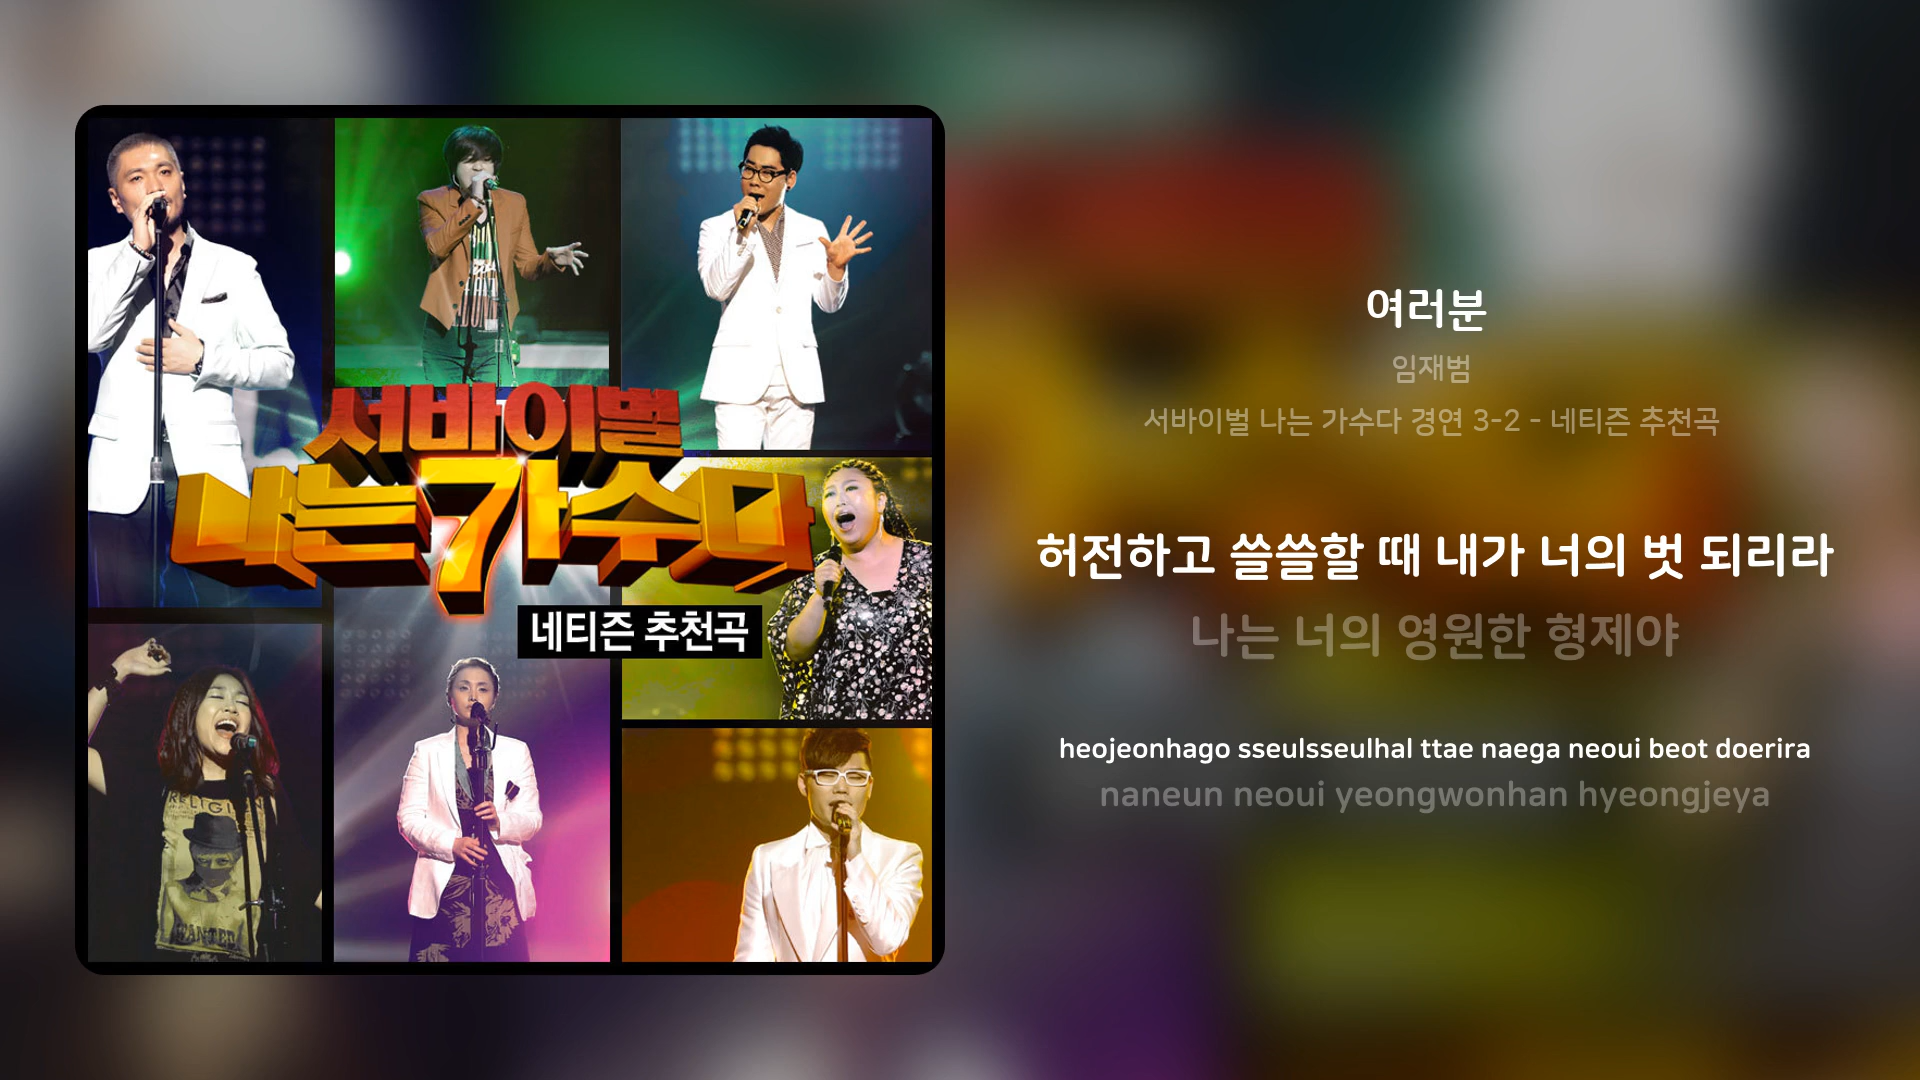 서바이벌
나는 가수다
네티즌 추천곡
RELIGI
WANTED
여러분
임재범
서바이벌 나는 가수다 경연 3-2 - 네티즌 추천곡
허전하고 쓸쓸할 때 내가 너의 벗 되리라
나는 너의 영원한 형제야
heojeonhago sseulsseulhal ttae naega neoui beot doerira
naneun neoui yeongwonhan hyeongjeya